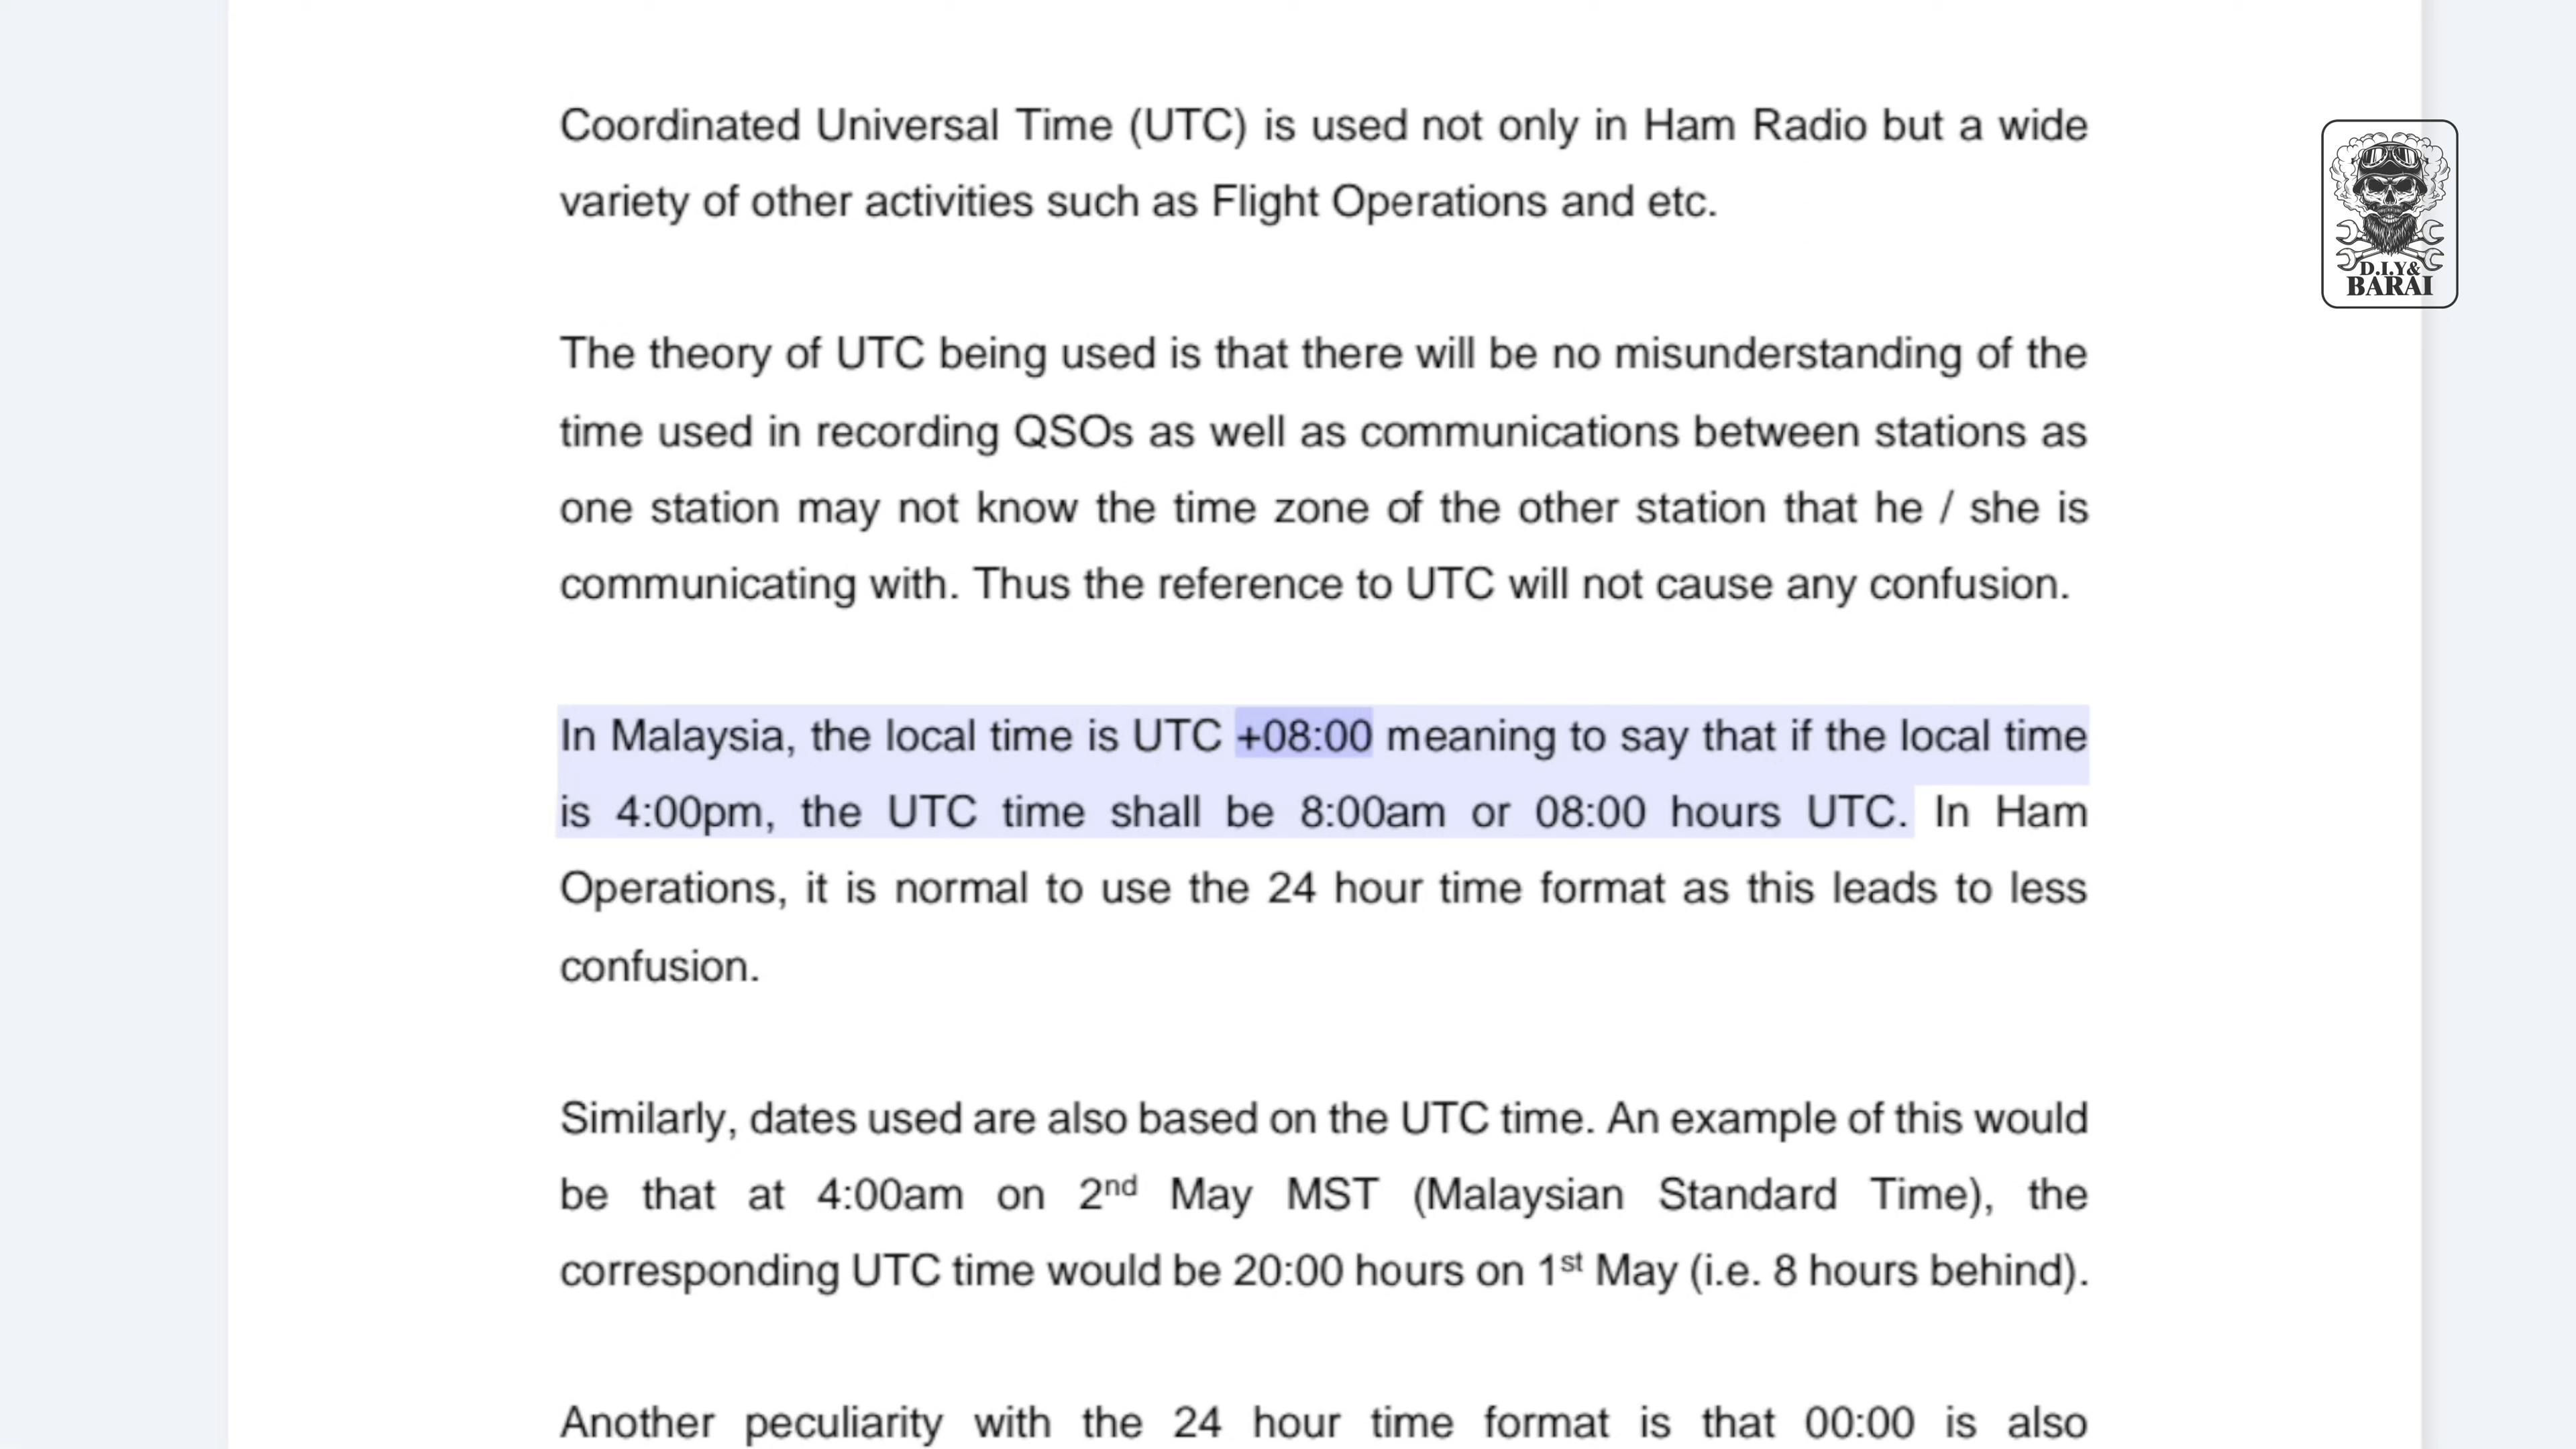 Coordinated Universal Time (UTC) is used not only in Ham Radio but a wide
variety of other activities such as Flight Operations and etc.
The theory of UTC being used is that there will be no misunderstanding of the
time used in recording QSOs as well as communications between stations as
one station may not know the time zone of the other station that he / she is
communicating with. Thus the reference to UTC will not cause any confusion.
In Malaysia, the local time is UTC +08:00 meaning to say that if the local time
is 4:00pm, the UTC time shall be 8:00am or 08:00 hours UTC. In Ham
Operations, it is normal to use the 24 hour time format as this leads to less
confusion.
Similarly, dates used are also based on the UTC time. An example of this would
be that at 4:00am on 2nd May MST (Malaysian Standard Time), the
corresponding UTC time would be 20:00 hours on 1st May (i.e. 8 hours behind).
Another peculiarity with the 24 hour time format is that 00:00 is also
D.I.Y&
BARAI